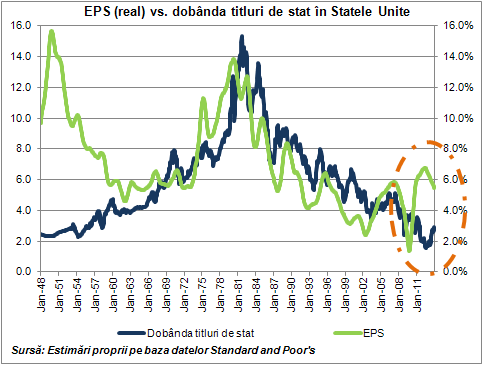 EPS (real) vs. dobânda titluri de stat în Statele Unite
16.0 16.0%
14.0 14.0%
12.0 12.0%
10.0 10.0%
8.0 8.0%
6.0 6.0%
4.0 4.0%
2.0 2.0%
0.0 0.0%
Jan-48 Jan-51 Jan-54 Jan-57 Jan-60 Jan-63 Jan-66 Jan-69 Jan-72 Jan-75 Jan-78 Jan-81 Jan-84 Jan-87 Jan-90 Jan-93 Jan-96 Jan-99 Jan-02 Jan-05 Jan-08 Jan-11
Dobânda titluri de stat EPS
Sursă: Estimări proprii pe baza datelor Standard and Poor's